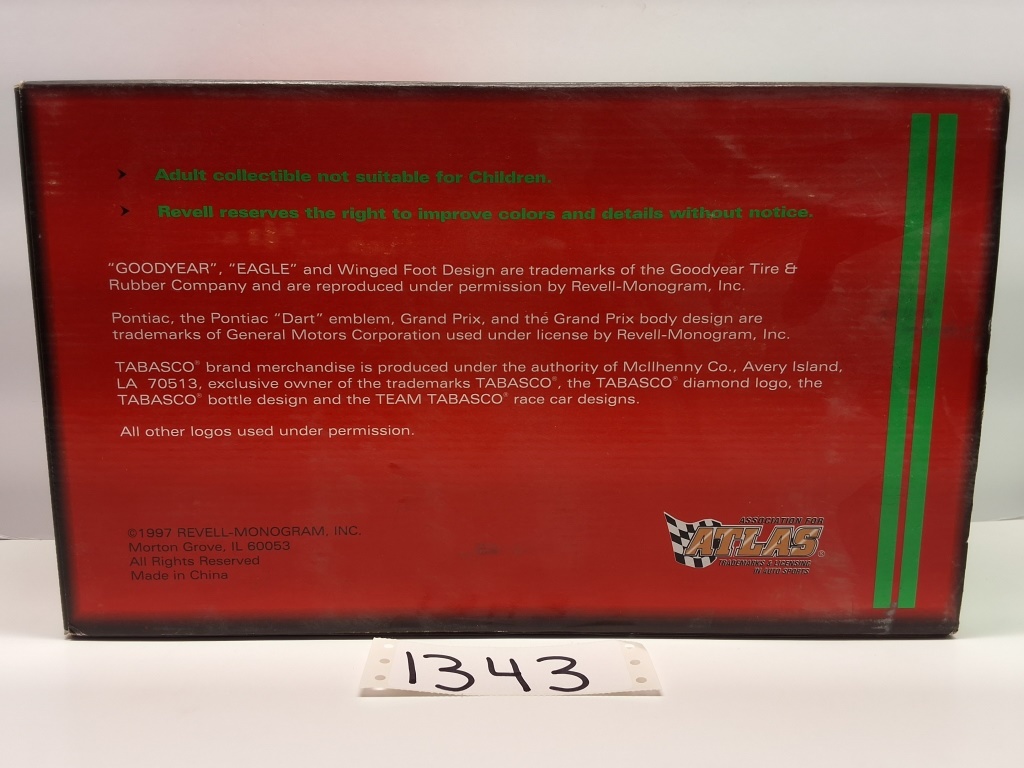 Adult collectible not suitable for Children.
Revell reserves the right to improve colors and details without notice.
"GOODYEAR", "EAGLE" and Winged Foot Design are trademarks of the Goodyear Tire &
Rubber Company and are reproduced under permission by Revell-Monogram, Inc.
Pontiac, the Pontiac "Dart" emblem, Grand Prix, and the Grand Prix body design are
trademarks of General Motors Corporation used under license by Revell-Monogram, Inc.
TABASCO® brand merchandise is produced under the authority of McIlhenny Co., Avery Island,
LA 70513, exclusive owner of the trademarks TABASCO®, the TABASCO® diamond logo, the
TABASCO® bottle design and the TEAM TABASCO® race car designs.
All other logos used under permission.
©1997 REVELL-MONOGRAM, INC.
Morton Grove, IL 60053
All Rights Reserved
Made in China
ASSOCIATION FOR
ATLAS®
TRADEMARKS & LICENSING
IN AUTO SPORTS
1343